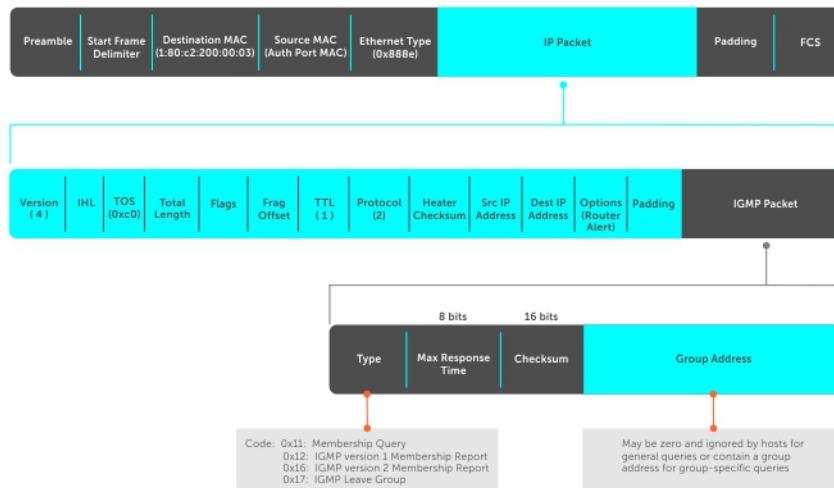 Preamble
Start Frame
Delimiter
Destination MAC
(1:80:c2:200:00:03)
Source MAC
(Auth Port MAC)
Ethernet Type
(0x888e)
IP Packet
Padding
FCS
Version
( 4 )
IHL
TOS
(0xc0)
Total
Length
Flags
Frag
Offset
TTL
( 1 )
Protocol
(2)
Heater
Checksum
Src IP
Address
Dest IP
Address
Options
(Router
Alert)
Padding
IGMP Packet
8 bits
16 bits
Type
Max Response
Time
Checksum
Group Address
Code: 0x11: Membership Query
0x12: IGMP version 1 Membership Report
0x16: IGMP version 2 Membership Report
0x17: IGMP Leave Group
May be zero and ignored by hosts for
general queries or contain a group
address for group-specific queries